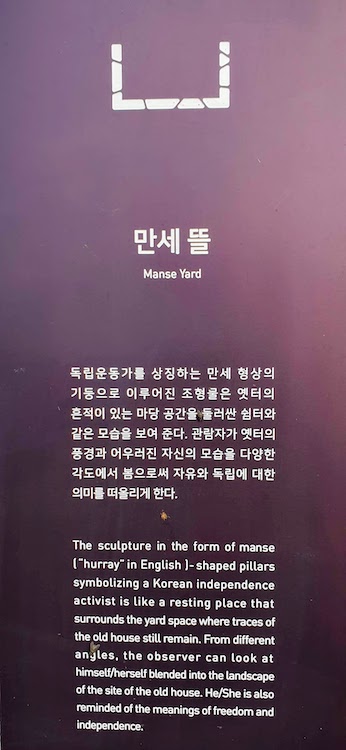 만세 뜰
Manse Yard
독립운동가를 상징하는 만세 형상의
기둥으로 이루어진 조형물은 옛터의
흔적이 있는 마당 공간을 둘러싼 쉼터와
같은 모습을 보여 준다. 관람자가 옛터의
풍경과 어우러진 자신의 모습을 다양한
각도에서 봄으로써 자유와 독립에 대한
의미를 떠올리게 한다.
The sculpture in the form of manse
("hurray" in English )-shaped pillars
symbolizing a Korean independence
activist is like a resting place that
surrounds the yard space where traces of
the old house still remain. From different
angles, the observer can look at
himself/herself blended into the landscape
of the site of the old house. He/She is also
reminded of the meanings of freedom and
independence.